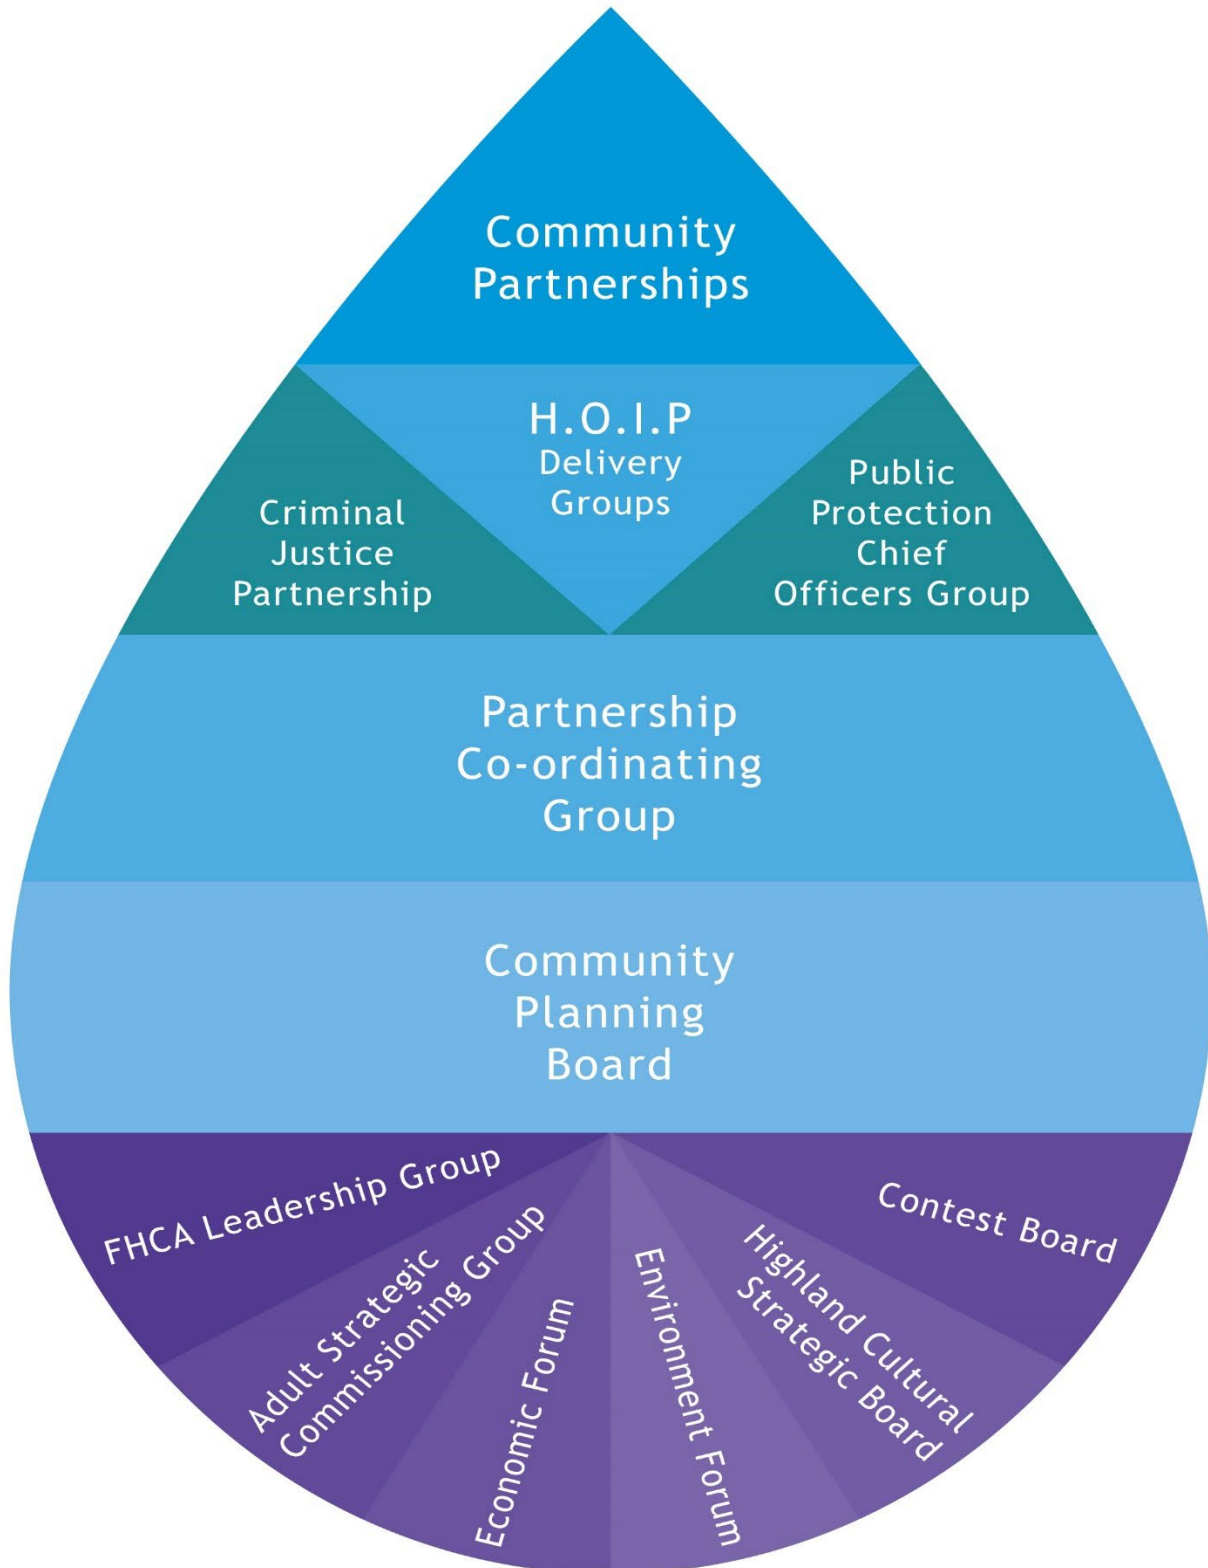 Community
Partnerships
H.O.I.P
Delivery
Groups
Criminal
Justice
Partnership
Public
Protection
Chief
Officers Group
Partnership
Co-ordinating
Group
Community
Planning
Board
FHCA Leadership Group
Adult Strategic
Commissioning Group
Economic Forum
Environment Forum
Highland Cultural
Strategic Board
Contest Board